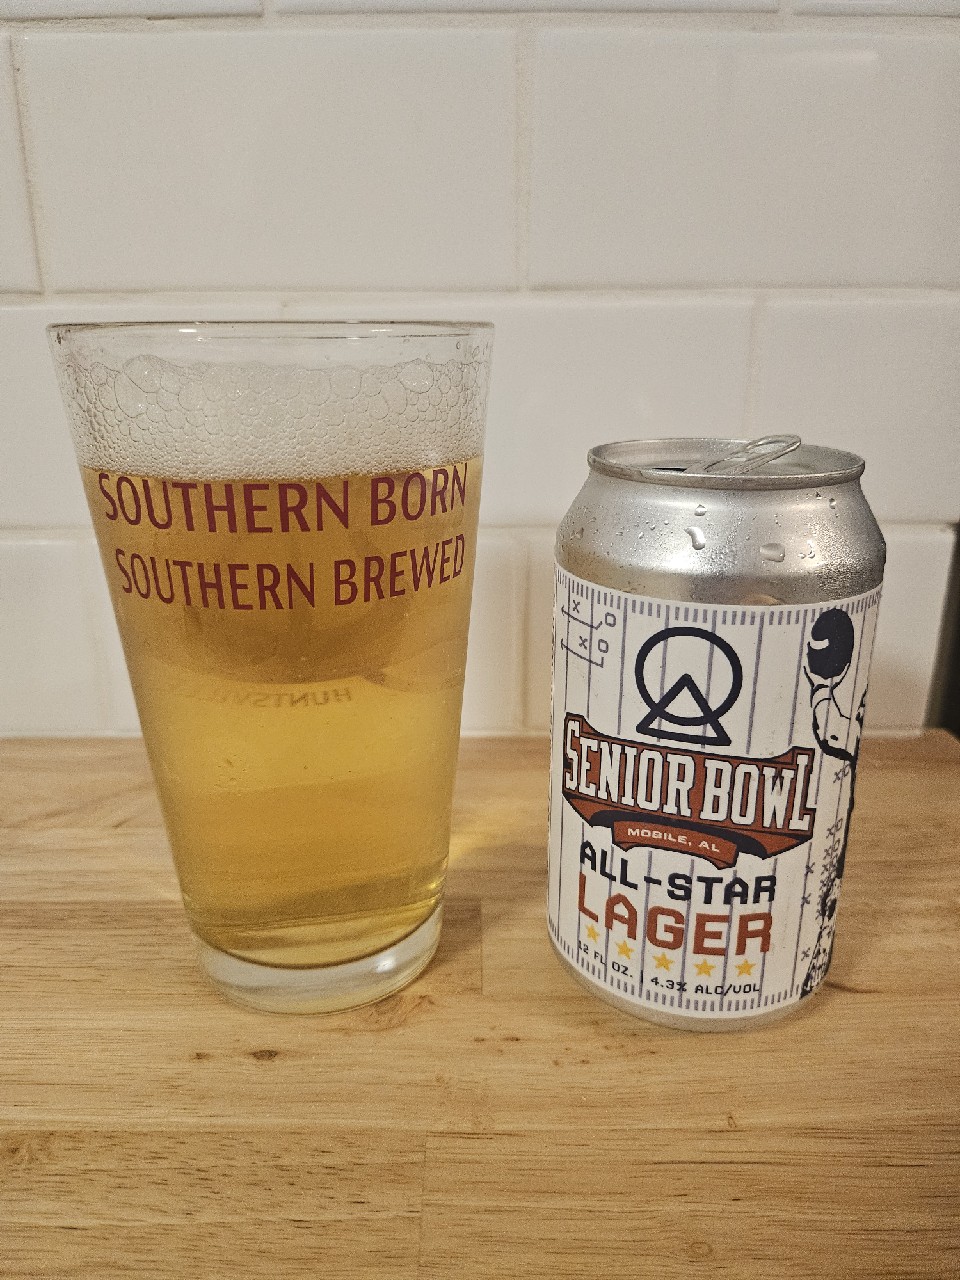 SOUTHERN BORN
SOUTHERN BREWED
HUNTSVILLE
X O
X O
SENIOR BOWL
MOBILE, AL
ALL-STAR
LAGER
12 FL OZ. | 4.3% ALC/VOL